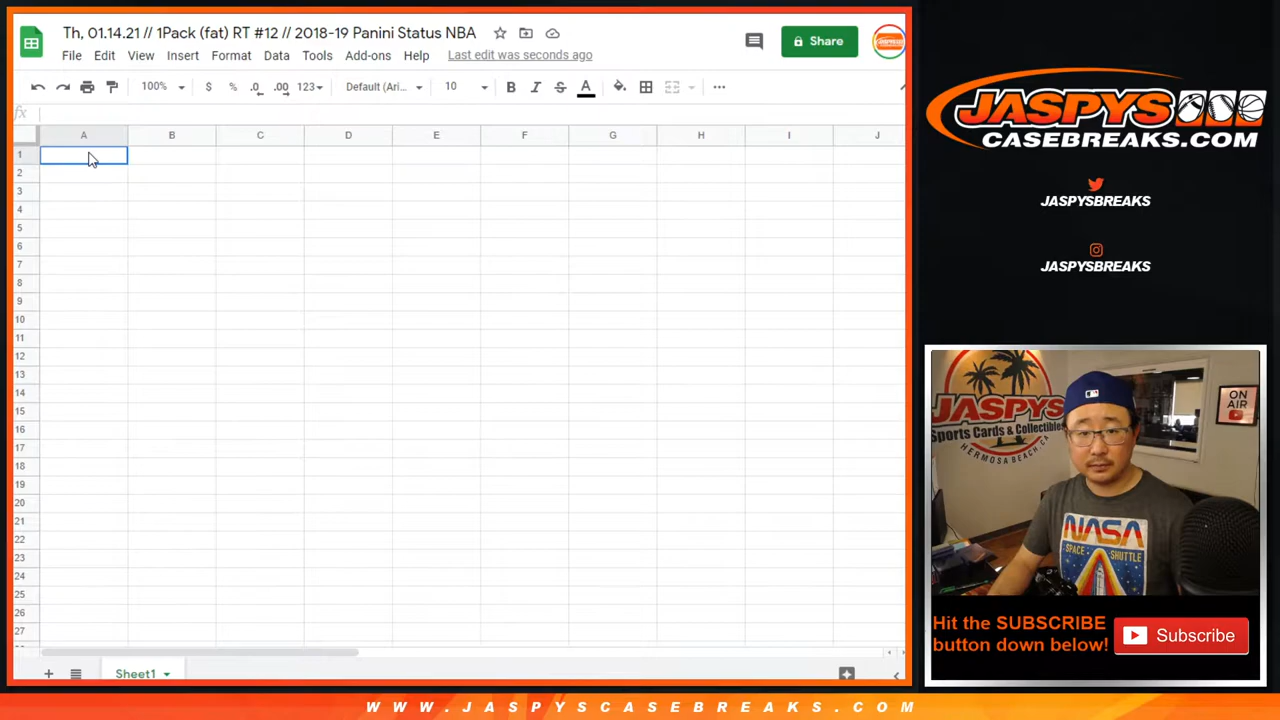 Th, 01.14.21 // 1Pack (fat) RT #12 // 2018-19 Panini Status NBA
File Edit View Insert Format Data Tools Add-ons Help Last edit was seconds ago
Share
100% $ % .0 .00 123 Default (Ari... 10 B I S A
fx
A B C D E F G H I J
1
2
3
4
5
6
7
8
9
10
11
12
13
14
15
16
17
18
19
20
21
22
23
24
25
26
27
Sheet1
JASPYS
CASEBREAKS.COM
JASPYSBREAKS
JASPYSBREAKS
JASPYS
Sports Cards & Collectibles
HERMOSA BEACH, CA
ON AIR
NASA
SPACE SHUTTLE
Hit the SUBSCRIBE
button down below!
Subscribe
WWW.JASPYSCASEBREAKS.COM